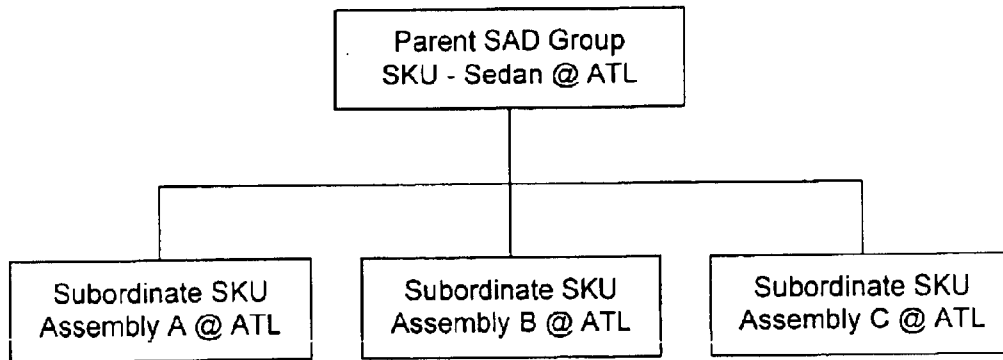 Parent SAD Group
SKU - Sedan @ ATL
Subordinate SKU
Assembly A @ ATL
Subordinate SKU
Assembly B @ ATL
Subordinate SKU
Assembly C @ ATL